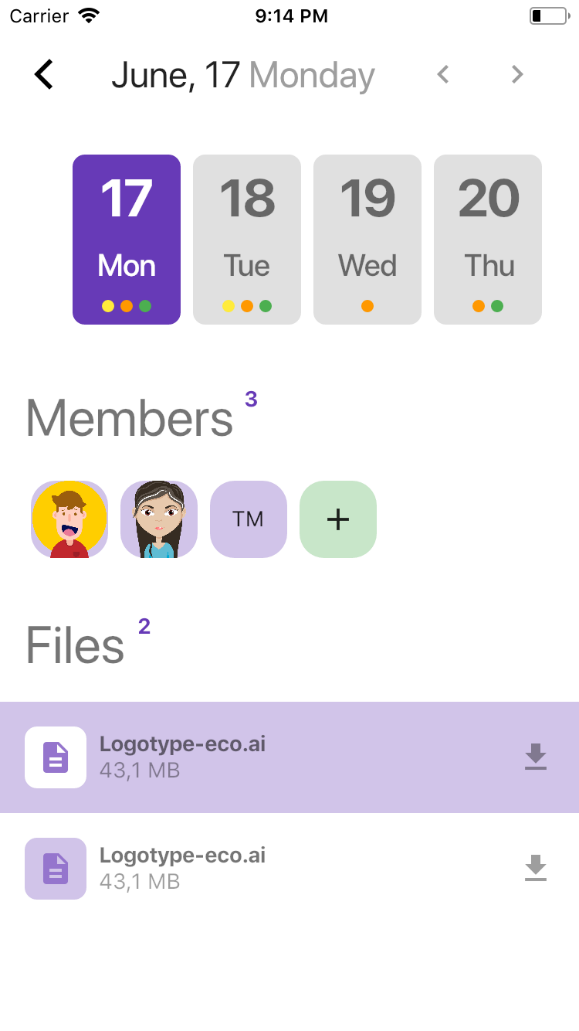 Carrier 9:14 PM
June, 17 Monday
17 18 19 20
Mon Tue Wed Thu
Members 3
TM +
Files 2
Logotype-eco.ai
43,1 MB
Logotype-eco.ai
43,1 MB